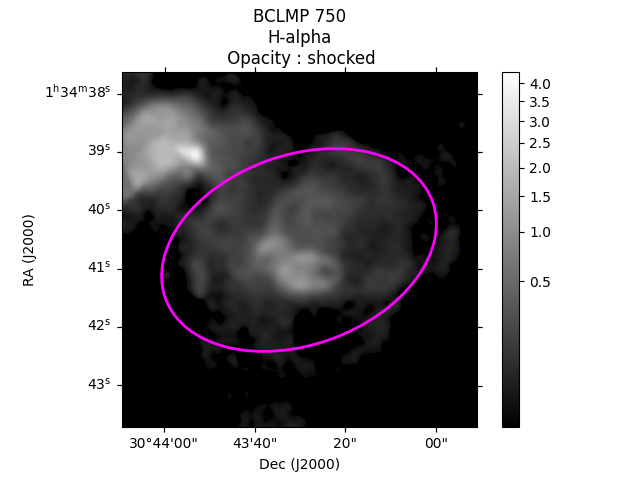 BCLMP 750
H-alpha
Opacity : shocked
1h34m38s
39s
40s
41s
42s
43s
RA (J2000)
30°44'00" 43'40" 20" 00"
Dec (J2000)
4.0
3.5
3.0
2.5
2.0
1.5
1.0
0.5